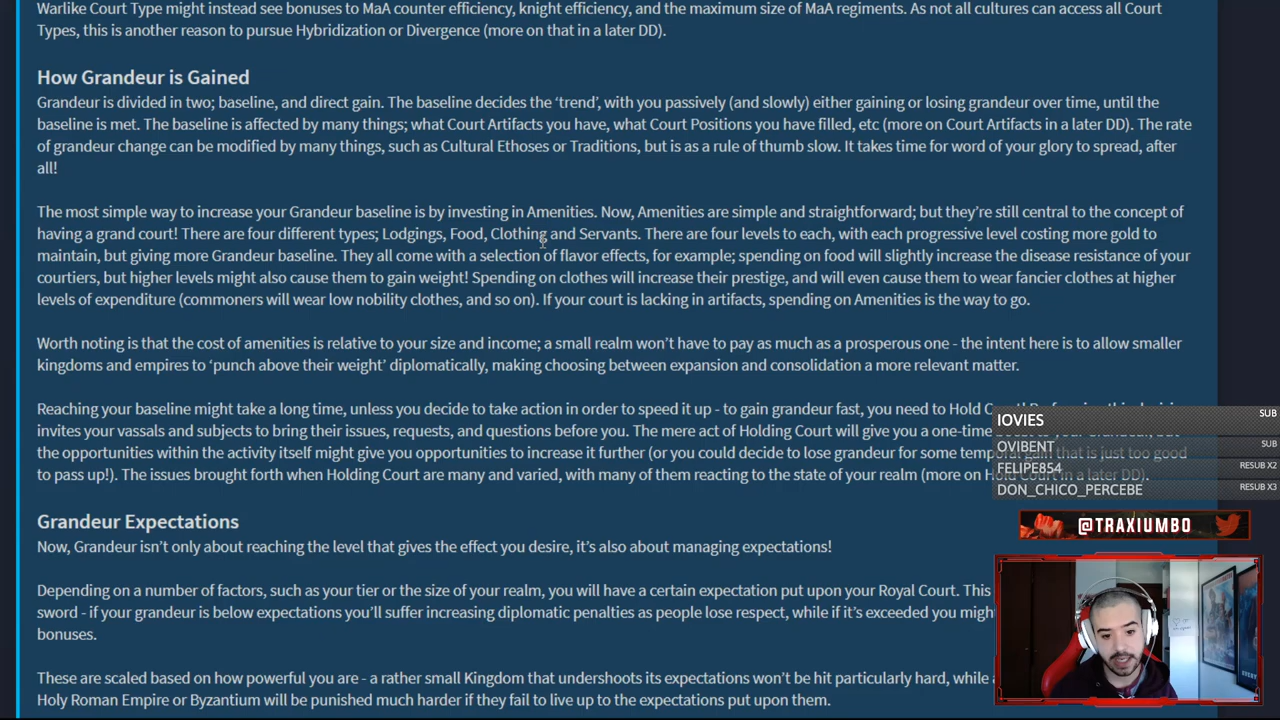 Warlike Court Type might instead see bonuses to MaA counter efficiency, knight efficiency, and the maximum size of MaA regiments. As not all cultures can access all Court
Types, this is another reason to pursue Hybridization or Divergence (more on that in a later DD).
How Grandeur is Gained
Grandeur is divided in two; baseline, and direct gain. The baseline decides the ‘trend’, with you passively (and slowly) either gaining or losing grandeur over time, until the
baseline is met. The baseline is affected by many things; what Court Artifacts you have, what Court Positions you have filled, etc (more on Court Artifacts in a later DD). The rate
of grandeur change can be modified by many things, such as Cultural Ethoses or Traditions, but is as a rule of thumb slow. It takes time for word of your glory to spread, after
all!
The most simple way to increase your Grandeur baseline is by investing in Amenities. Now, Amenities are simple and straightforward; but they’re still central to the concept of
having a grand court! There are four different types; Lodgings, Food, Clothing and Servants. There are four levels to each, with each progressive level costing more gold to
maintain, but giving more Grandeur baseline. They all come with a selection of flavor effects, for example; spending on food will slightly increase the disease resistance of your
courtiers, but higher levels might also cause them to gain weight! Spending on clothes will increase their prestige, and will even cause them to wear fancier clothes at higher
levels of expenditure (commoners will wear low nobility clothes, and so on). If your court is lacking in artifacts, spending on Amenities is the way to go.
Worth noting is that the cost of amenities is relative to your size and income; a small realm won’t have to pay as much as a prosperous one - the intent here is to allow smaller
kingdoms and empires to ‘punch above their weight’ diplomatically, making choosing between expansion and consolidation a more relevant matter.
Reaching your baseline might take a long time, unless you decide to take action in order to speed it up - to gain grandeur fast, you need to Hold
invites your vassals and subjects to bring their issues, requests, and questions before you. The mere act of Holding Court will give you a one-time
the opportunities within the activity itself might give you opportunities to increase it further (or you could decide to lose grandeur for some that is just too good
to pass up!). The issues brought forth when Holding Court are many and varied, with many of them reacting to the state of your realm (more on
IOVIES SUB
OVIBENT SUB
FELIPE854 RESUB X2
DON_CHICO_PERCEBE RESUB X3
@TRAXIUMBO
Grandeur Expectations
Now, Grandeur isn’t only about reaching the level that gives the effect you desire, it’s also about managing expectations!
Depending on a number of factors, such as your tier or the size of your realm, you will have a certain expectation put upon your Royal Court. This
sword - if your grandeur is below expectations you’ll suffer increasing diplomatic penalties as people lose respect, while if it’s exceeded you might
bonuses.
These are scaled based on how powerful you are - a rather small Kingdom that undershoots its expectations won’t be hit particularly hard, while
Holy Roman Empire or Byzantium will be punished much harder if they fail to live up to the expectations put upon them.